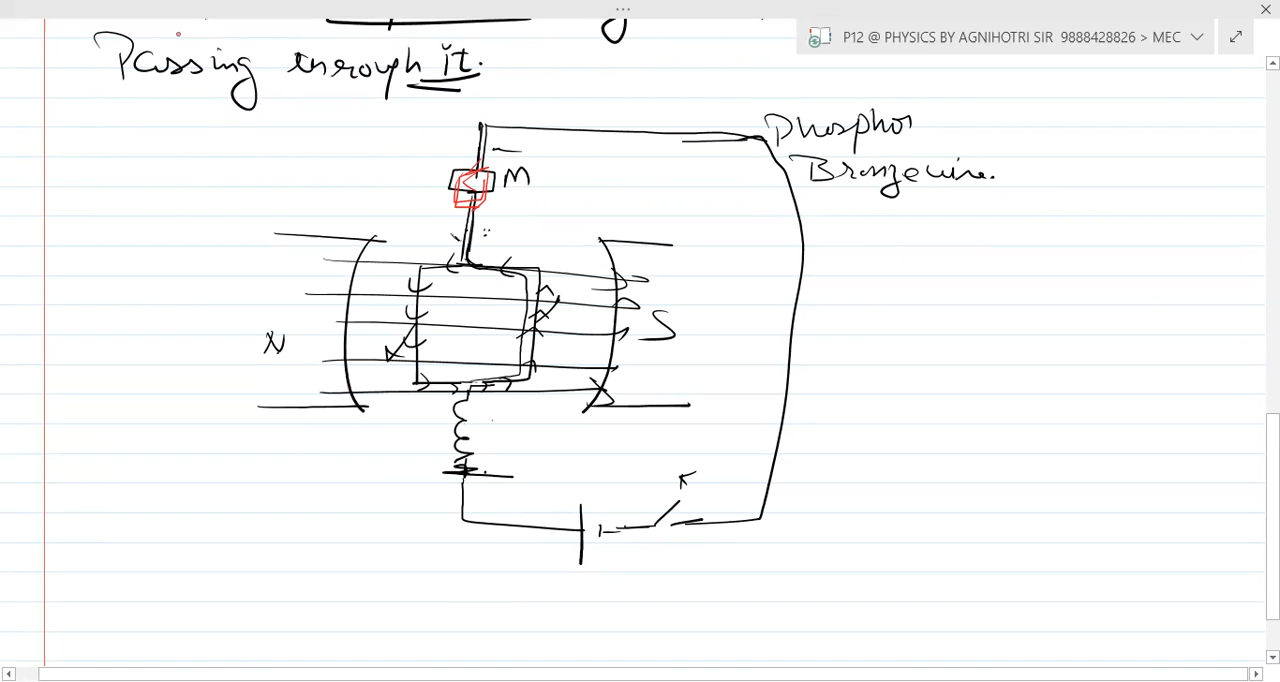 P12 @ PHYSICS BY AGNIHOTRI SIR 9888428826 > MEC
Passing through it.
Phosphor
Bronze wire.
M
N
S
K